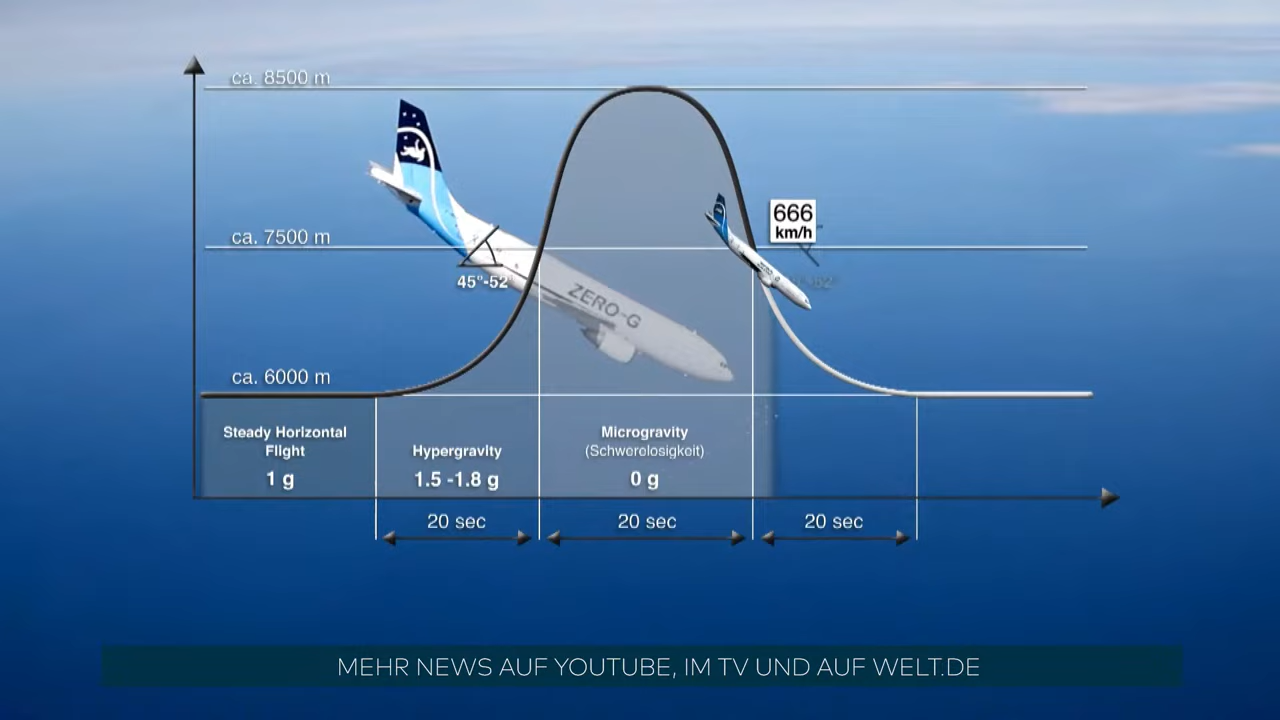 ca. 8500 m
666
km/h
ca. 7500 m
45°-52°
ZERO-G
ca. 6000 m
Steady Horizontal
Flight
1 g
Hypergravity
1.5 -1.8 g
Microgravity
(Schwerelosigkeit)
0 g
20 sec
20 sec
20 sec
MEHR NEWS AUF YOUTUBE, IM TV UND AUF WELT.DE